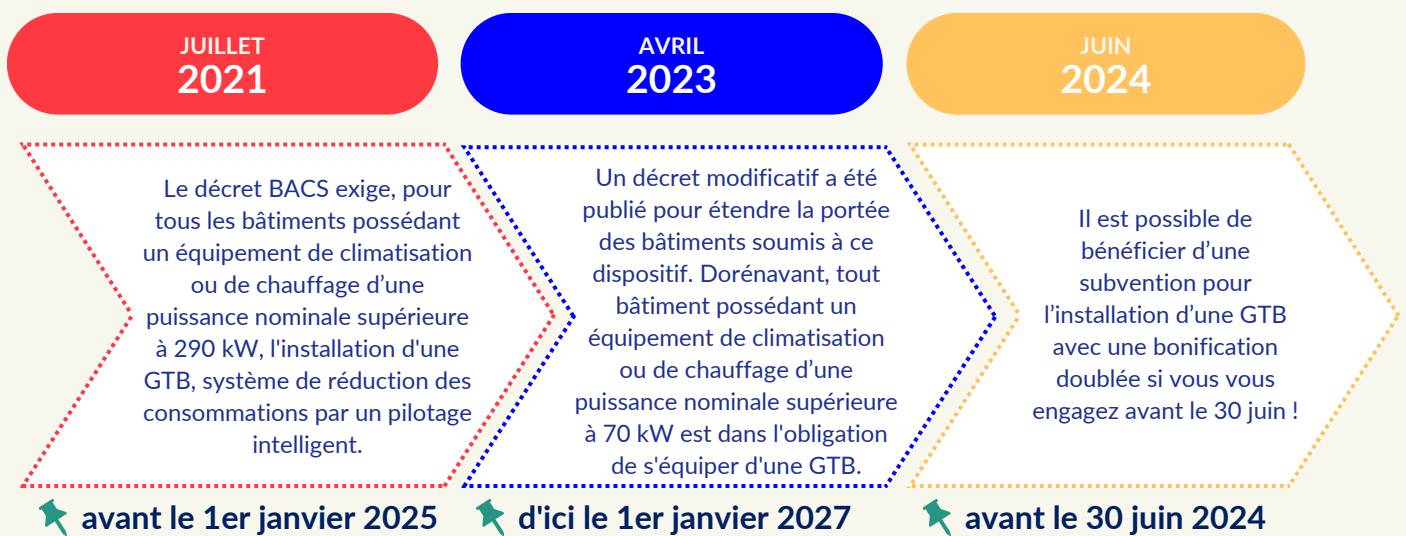 JUILLET
2021
Le décret BACS exige, pour
tous les bâtiments possédant
un équipement de climatisation
ou de chauffage d’une
puissance nominale supérieure
à 290 kW, l'installation d'une
GTB, système de réduction des
consommations par un pilotage
intelligent.
avant le 1er janvier 2025
AVRIL
2023
Un décret modificatif a été
publié pour étendre la portée
des bâtiments soumis à ce
dispositif. Dorénavant, tout
bâtiment possédant un
équipement de climatisation
ou de chauffage d’une
puissance nominale supérieure
à 70 kW est dans l'obligation
de s'équiper d'une GTB.
d'ici le 1er janvier 2027
JUIN
2024
Il est possible de
bénéficier d’une
subvention pour
l’installation d’une GTB
avec une bonification
doublée si vous vous
engagez avant le 30 juin !
avant le 30 juin 2024